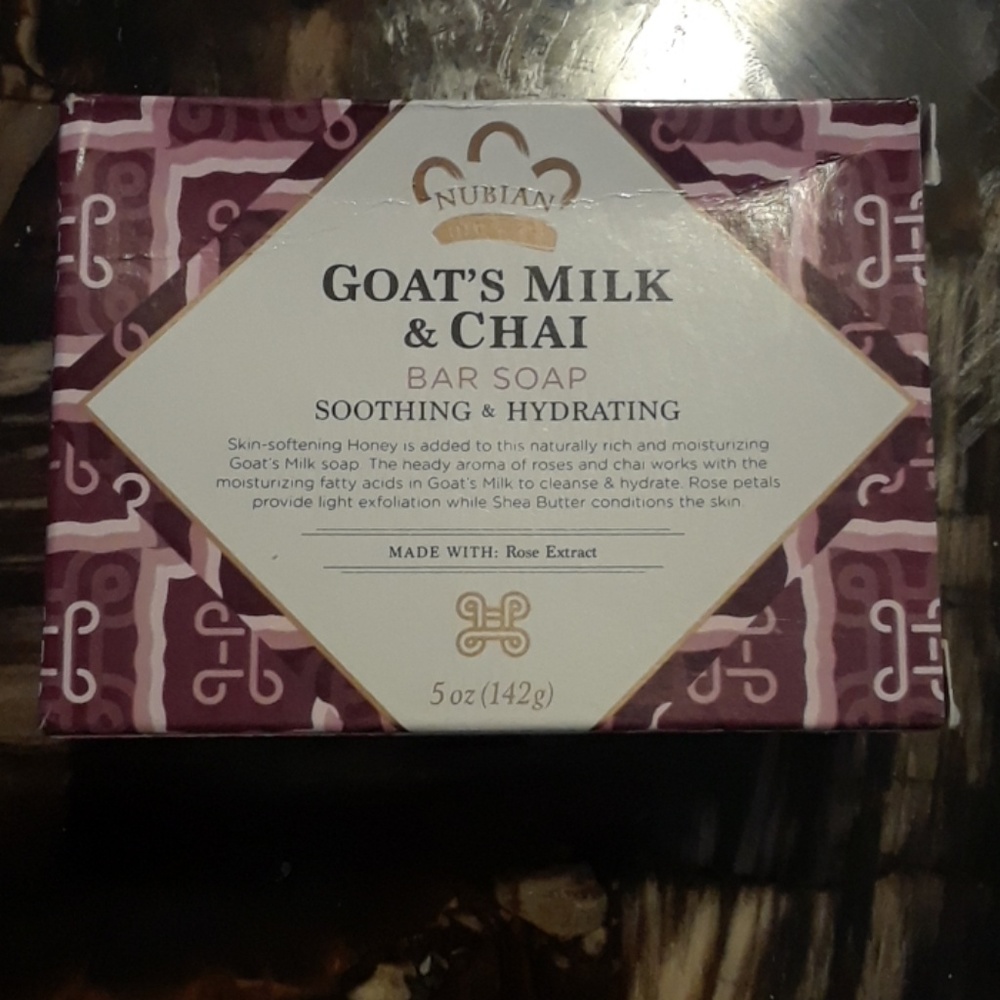 NUBIAN
GOAT'S MILK
& CHAI
BAR SOAP
SOOTHING & HYDRATING
Skin-softening Honey is added to this naturally rich and moisturizing
Goat's Milk soap. The heady aroma of roses and chai works with the
moisturizing fatty acids in Goat's Milk to cleanse & hydrate. Rose petals
provide light exfoliation while Shea Butter conditions the skin.
MADE WITH: Rose Extract
5 oz (142g)